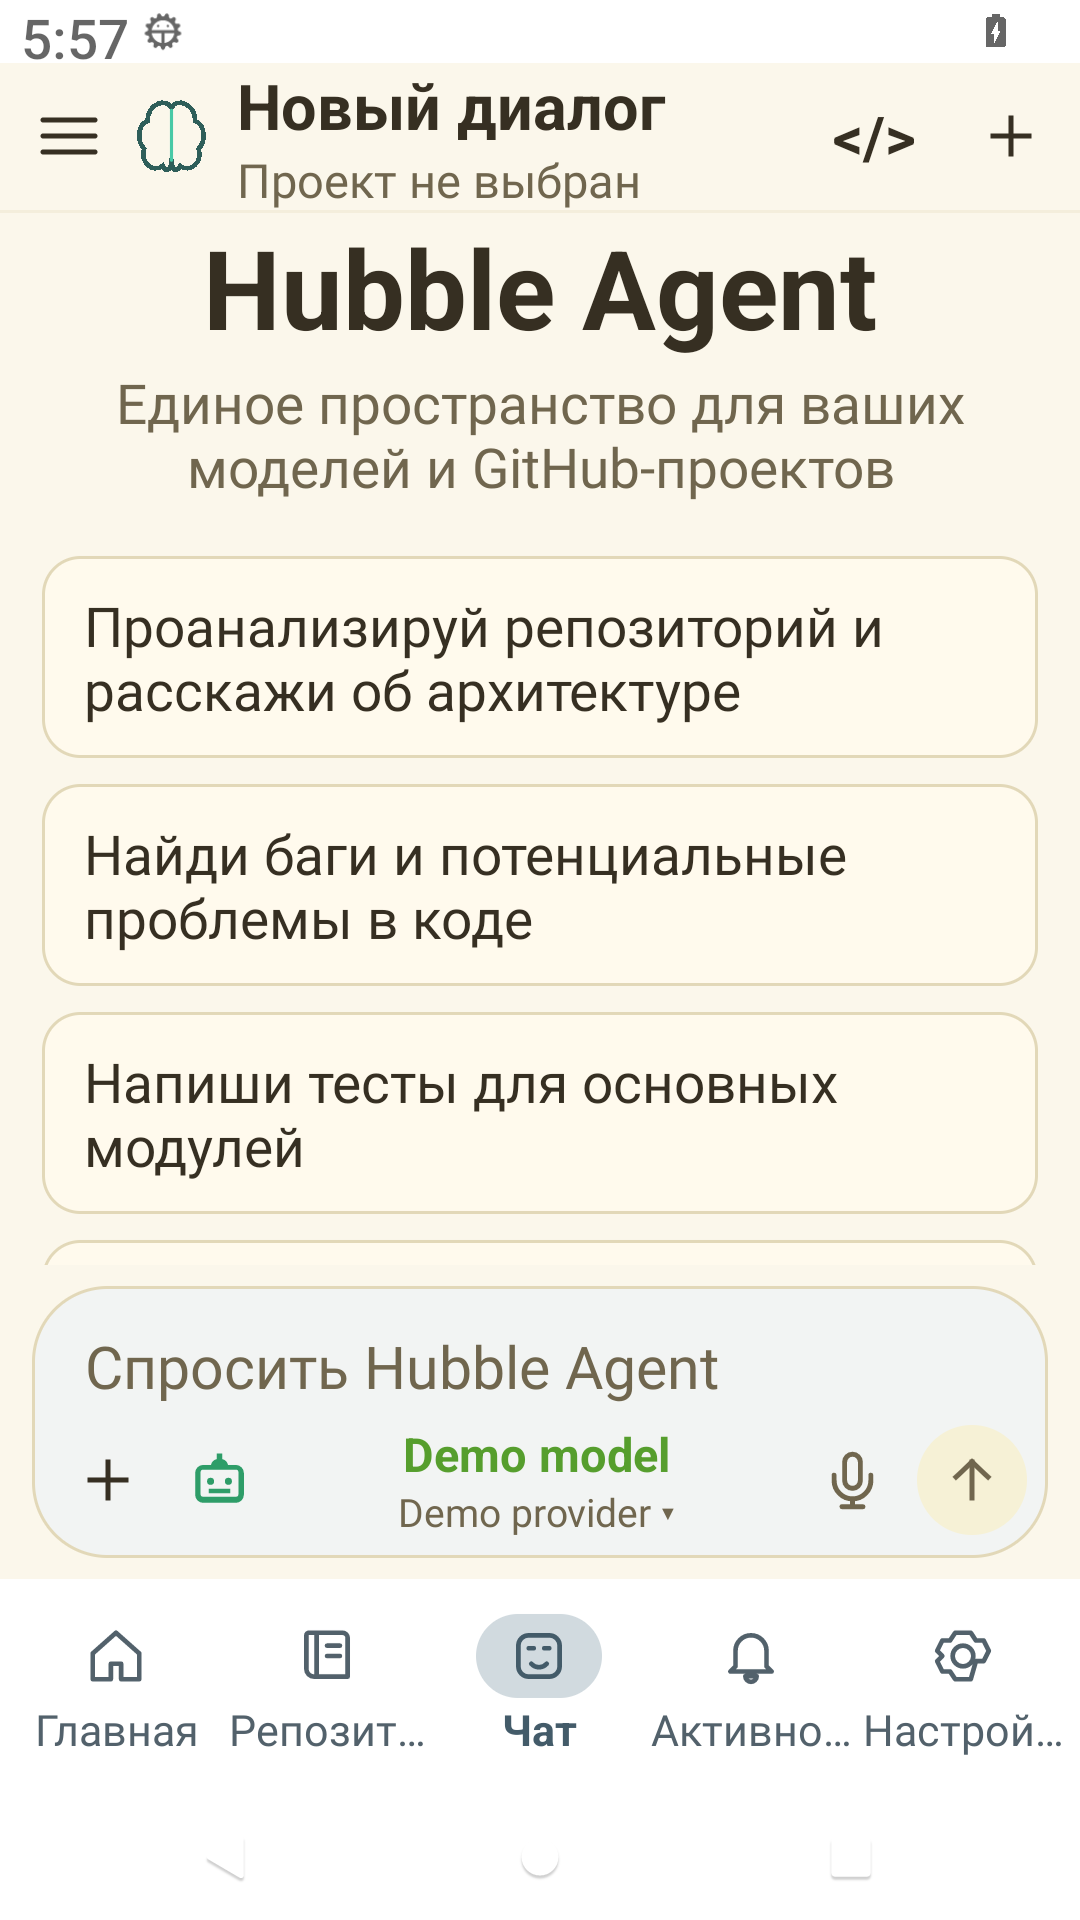 5:57
Новый диалог
Проект не выбран
</>
Hubble Agent
Единое пространство для ваших
моделей и GitHub-проектов
Проанализируй репозиторий и
расскажи об архитектуре
Найди баги и потенциальные
проблемы в коде
Напиши тесты для основных
модулей
Спросить Hubble Agent
Demo model
Demo provider ▾
Главная
Репозит...
Чат
Активно...
Настрой...